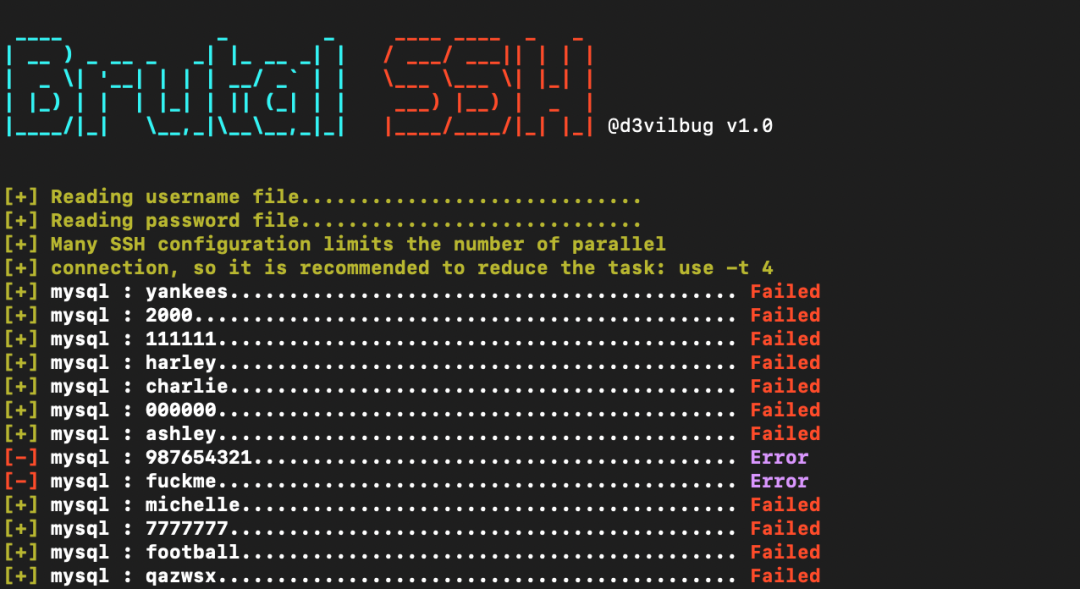 Brutal SSH @d3vilbug v1.0
[+] Reading username file.............................
[+] Reading password file.............................
[+] Many SSH configuration limits the number of parallel
[+] connection, so it is recommended to reduce the task: use -t 4
[+] mysql : yankees........................................... Failed
[+] mysql : 2000.............................................. Failed
[+] mysql : 111111............................................ Failed
[+] mysql : harley............................................ Failed
[+] mysql : charlie........................................... Failed
[+] mysql : 000000............................................ Failed
[+] mysql : ashley............................................ Failed
[-] mysql : 987654321......................................... Error
[-] mysql : fuckme............................................ Error
[+] mysql : michelle.......................................... Failed
[+] mysql : 7777777........................................... Failed
[+] mysql : football.......................................... Failed
[+] mysql : qazwsx............................................ Failed